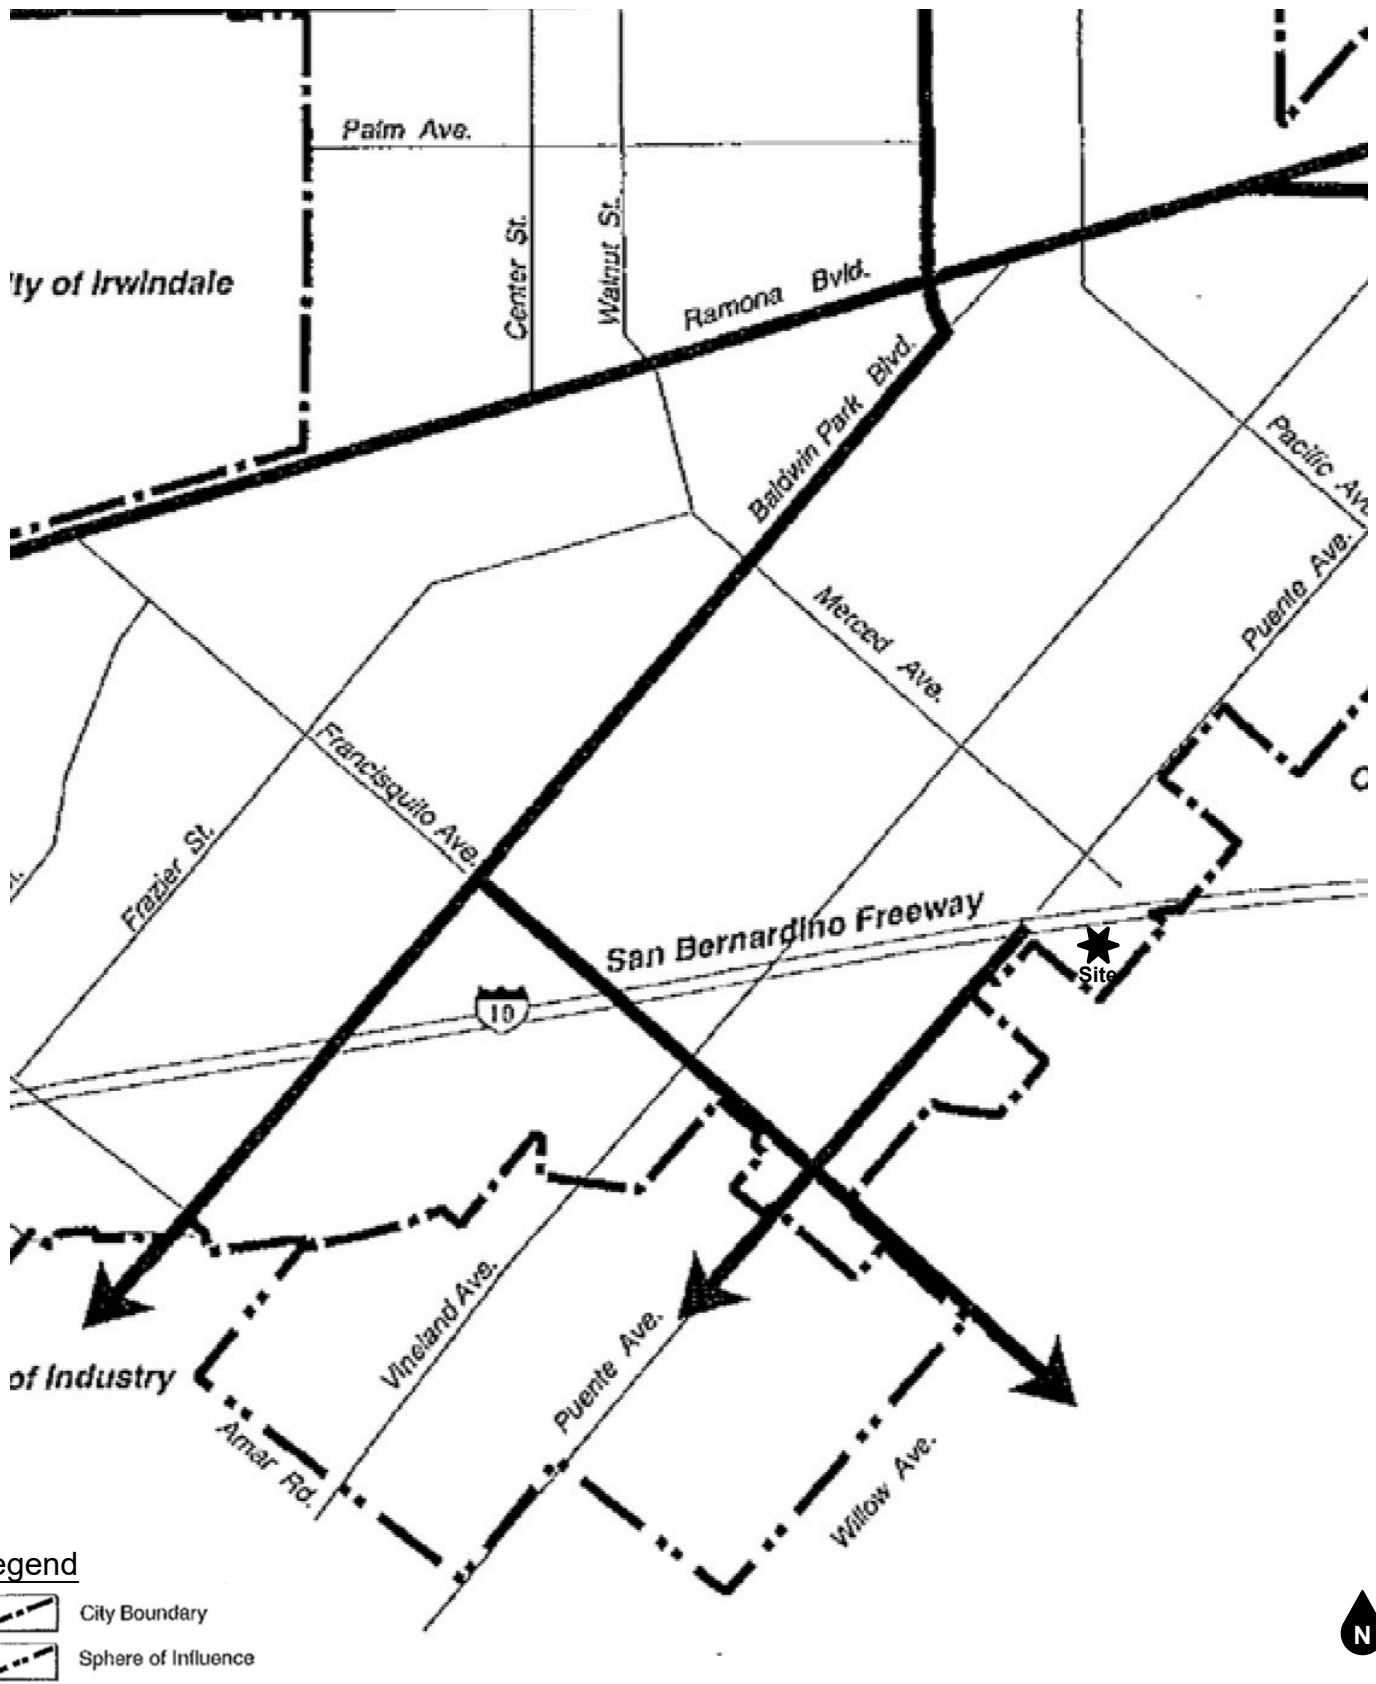 Palm Ave.
Center St.
Walnut St.
Ramona Bvld.
lty of Irwindale
Baldwin Park Blvd.
Pacific Ave
Puente Ave.
Merced Ave.
Francisquito Ave.
Frazier St.
San Bernardino Freeway
10
Site
Vineland Ave.
Puente Ave.
of Industry
Amar Rd.
Willow Ave.
egend
City Boundary
Sphere of Influence
N